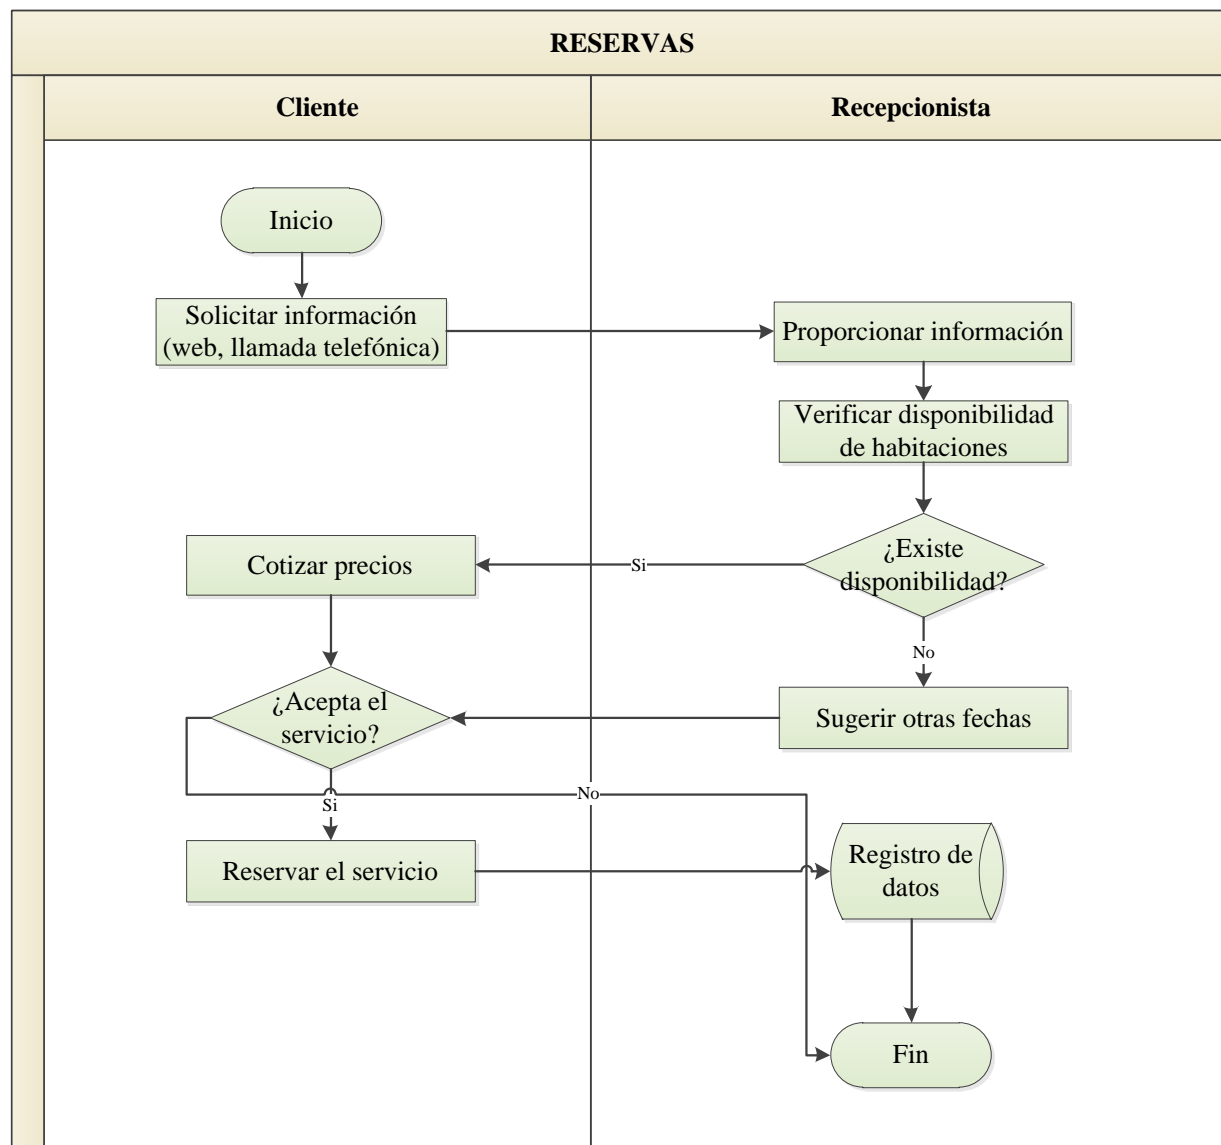 RESERVAS
Cliente
Recepcionista
Inicio
Solicitar información
(web, llamada telefónica)
Proporcionar información
Verificar disponibilidad
de habitaciones
¿Existe
disponibilidad?
Si
Cotizar precios
No
Sugerir otras fechas
¿Acepta el
servicio?
No
Si
Reservar el servicio
Registro de
datos
Fin